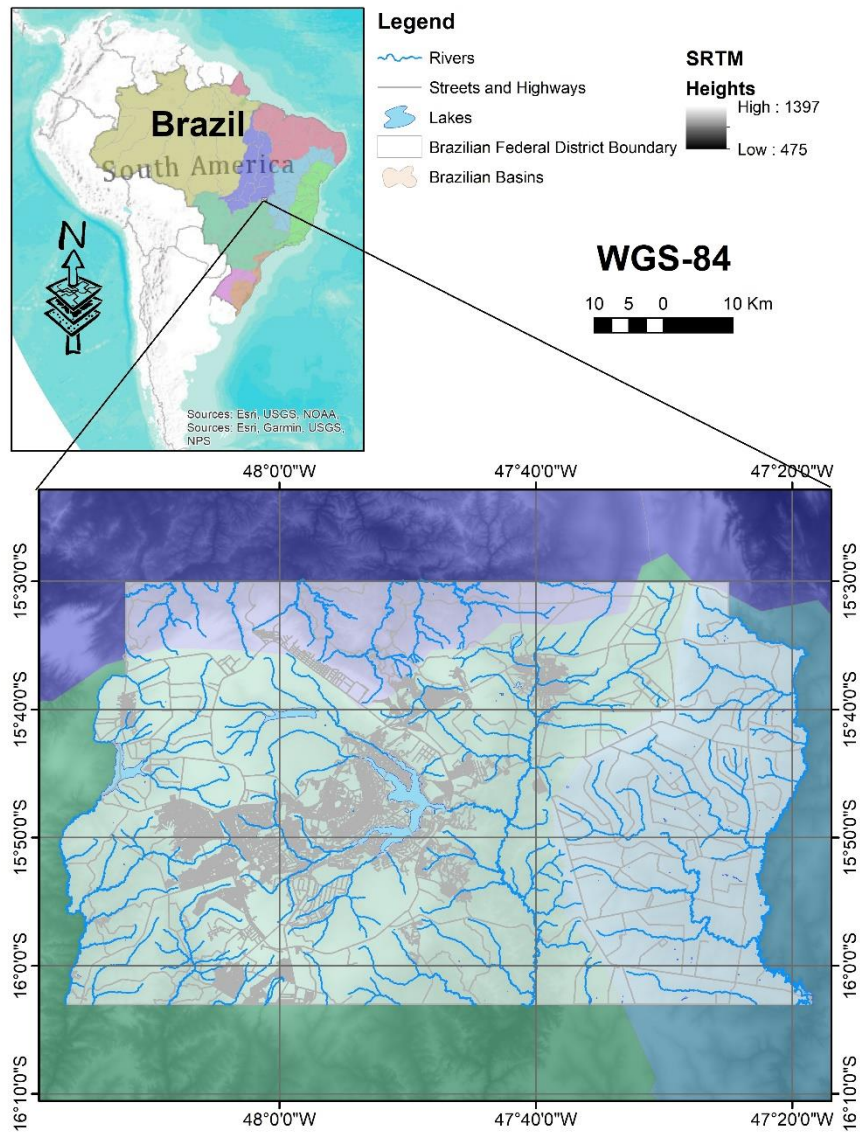 Brazil
South America
N
Sources: Esri, USGS, NOAA,
Sources: Esri, Garmin, USGS,
NPS
Legend
Rivers
Streets and Highways
Lakes
Brazilian Federal District Boundary
Brazilian Basins
SRTM
Heights
High : 1397
Low : 475
WGS-84
10 5 0 10 Km
48°0'0"W 47°40'0"W 47°20'0"W
15°30'0"S 15°30'0"S
15°40'0"S 15°40'0"S
15°50'0"S 15°50'0"S
16°0'0"S 16°0'0"S
16°10'0"S 16°10'0"S
48°0'0"W 47°40'0"W 47°20'0"W